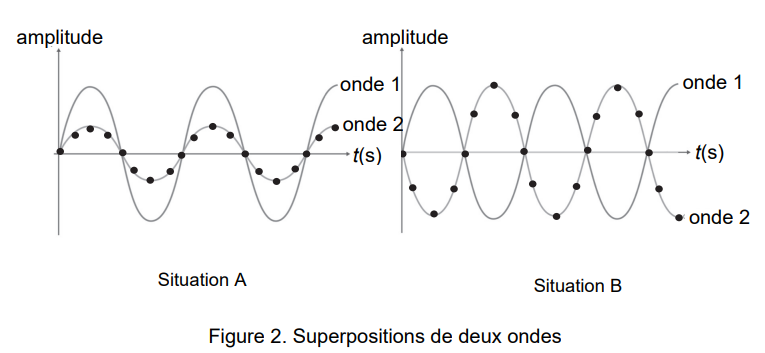 amplitude
onde 1
onde 2
t(s)
Situation A
amplitude
onde 1
t(s)
onde 2
Situation B
Figure 2. Superpositions de deux ondes